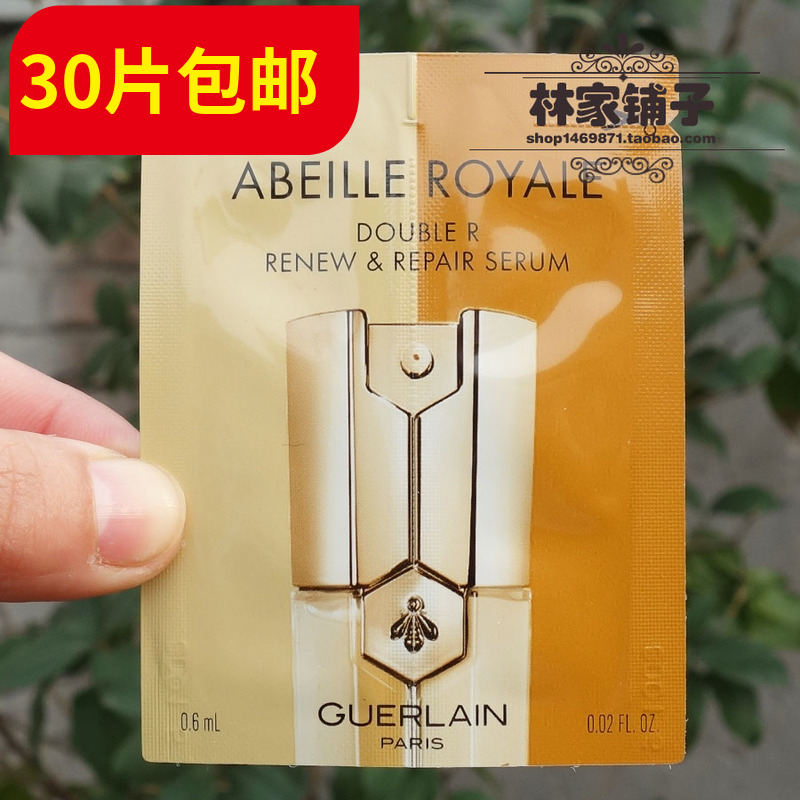 30片包邮
林家铺子
shop1469871.taobao.com
ABEILLE ROYALE
DOUBLE R
RENEW & REPAIR SERUM
0.6 mL
GUERLAIN
PARIS
0.02 FL. OZ.